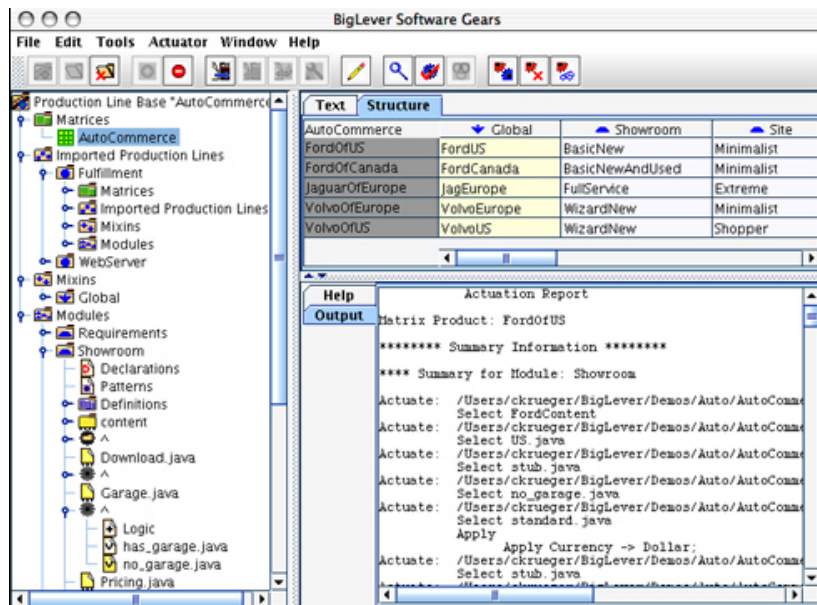 BigLever Software Gears
File Edit Tools Actuator Window Help
Production Line Base "AutoCommerc
Matrices
AutoCommerce
Imported Production Lines
Fulfillment
Matrices
Imported Production Lines
Mixins
Modules
WebServer
Mixins
Global
Modules
Requirements
Showroom
Declarations
Patterns
Definitions
content
^
Download.java
^
Garage.java
^
Logic
has_garage.java
no_garage.java
Pricing.java
Text Structure
AutoCommerce Global Showroom Site
FordOfUS FordUS BasicNew Minimalist
FordOfCanada FordCanada BasicNewAndUsed Minimalist
JaguarOfEurope JagEurope FullService Extreme
VolvoOfEurope VolvoEurope WizardNew Minimalist
VolvoOfUS VolvoUS WizardNew Shopper
Help
Output
Actuation Report
Matrix Product: FordOfUS
******** Summary Information ********
**** Summary for Module: Showroom
Actuate: /Users/ckrueger/BigLever/Demos/Auto/AutoComme
Select FordContent
Actuate: /Users/ckrueger/BigLever/Demos/Auto/AutoComme
Select US.java
Actuate: /Users/ckrueger/BigLever/Demos/Auto/AutoComme
Select stub.java
Actuate: /Users/ckrueger/BigLever/Demos/Auto/AutoComme
Select no_garage.java
Actuate: /Users/ckrueger/BigLever/Demos/Auto/AutoComme
Select standard.java
Apply
Apply Currency -> Dollar;
Actuate: /Users/ckrueger/BigLever/Demos/Auto/AutoComme
Select stub.java